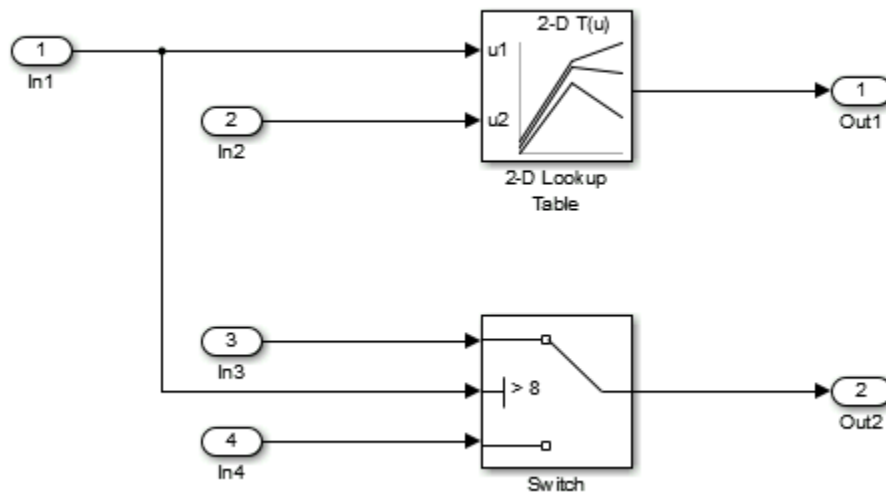 2-D T(u)
1
In1
u1
2
In2
u2
1
Out1
2-D Lookup
Table
3
In3
> 8
4
In4
2
Out2
Switch